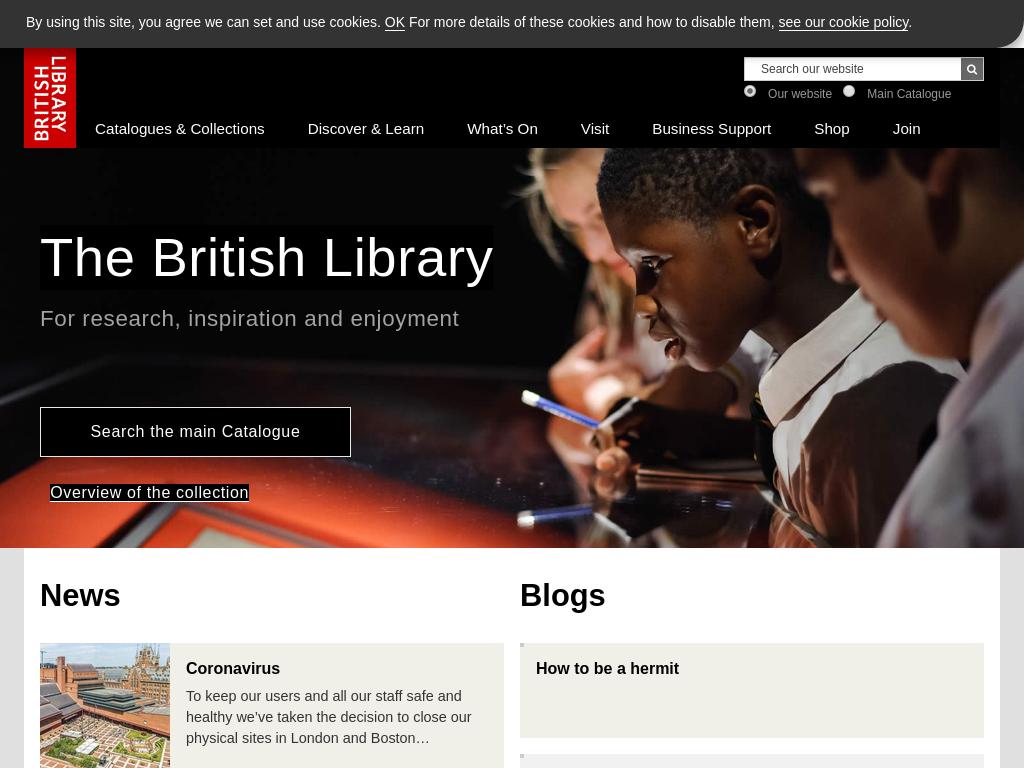 By using this site, you agree we can set and use cookies. OK For more details of these cookies and how to disable them, see our cookie policy.
BRITISH
LIBRARY
Search our website
Our website Main Catalogue
Catalogues & Collections Discover & Learn What's On Visit Business Support Shop Join
The British Library
For research, inspiration and enjoyment
Search the main Catalogue
Overview of the collection
News
Blogs
Coronavirus
To keep our users and all our staff safe and
healthy we’ve taken the decision to close our
physical sites in London and Boston…
How to be a hermit